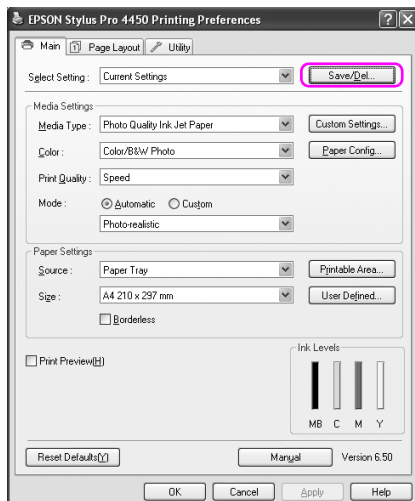 EPSON Stylus Pro 4450 Printing Preferences
Main Page Layout Utility
Select Setting : Current Settings Save/Del...
Media Settings
Media Type : Photo Quality Ink Jet Paper Custom Settings...
Color : Color/B&W Photo Paper Config...
Print Quality : Speed
Mode : Automatic Custom
Photo-realistic
Paper Settings
Source : Paper Tray Printable Area...
Size : A4 210 x 297 mm User Defined...
Borderless
Print Preview(H)
Ink Levels
MB C M Y
Reset Defaults(Y) Manual Version 6.50
OK Cancel Apply Help